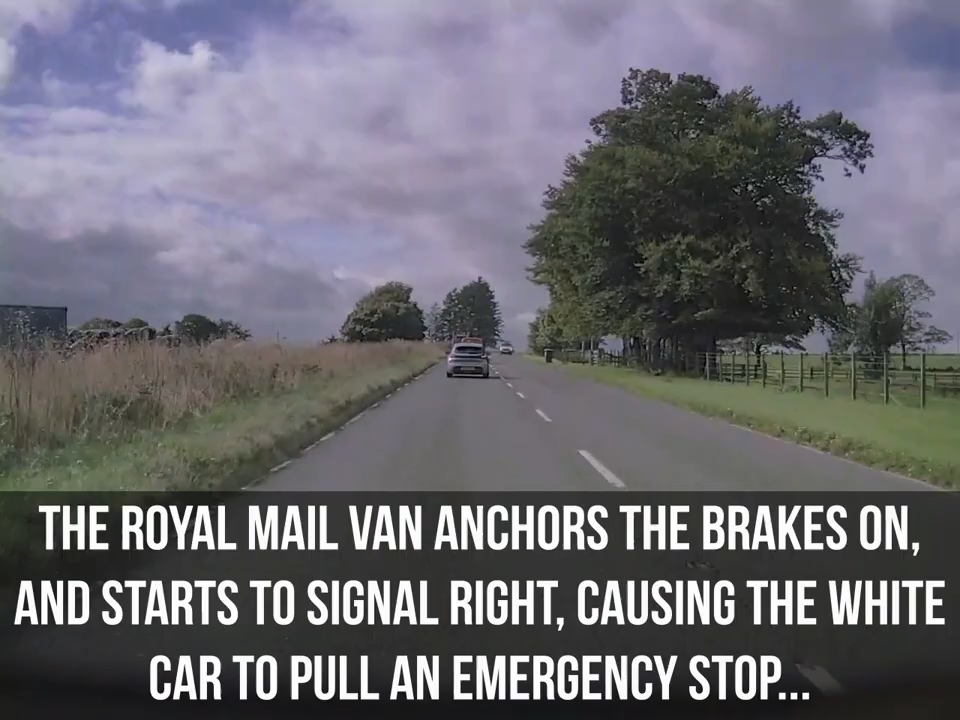 THE ROYAL MAIL VAN ANCHORS THE BRAKES ON,
AND STARTS TO SIGNAL RIGHT, CAUSING THE WHITE
CAR TO PULL AN EMERGENCY STOP...